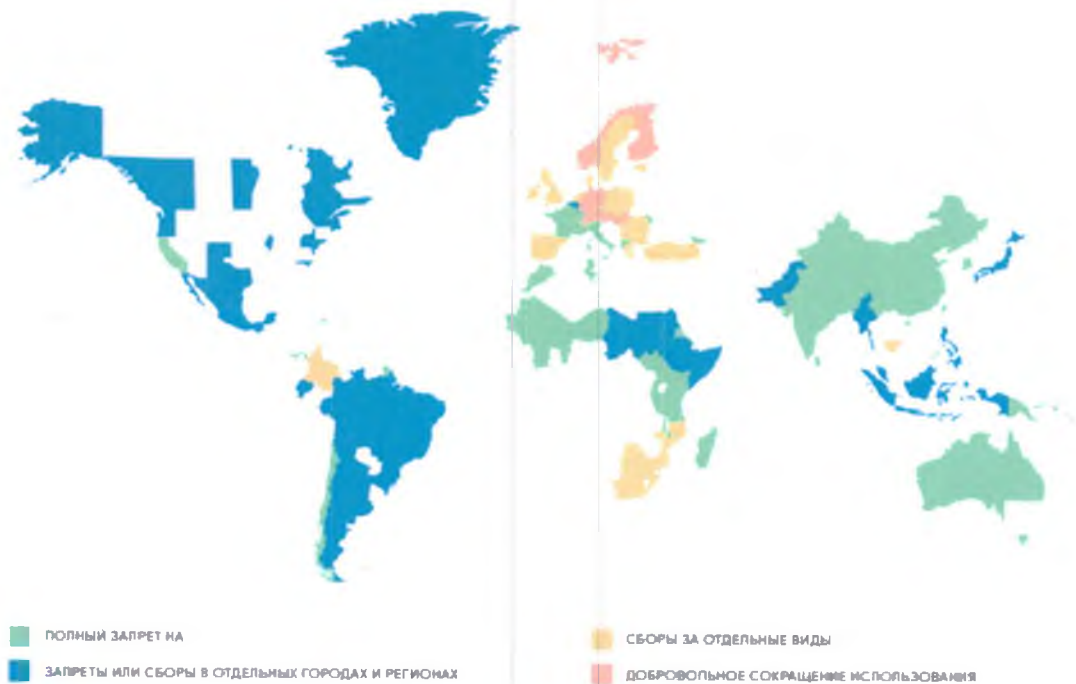 ПОЛНЫЙ ЗАПРЕТ НА
ЗАПРЕТЫ ИЛИ СБОРЫ В ОТДЕЛЬНЫХ ГОРОДАХ И РЕГИОНАХ
СБОРЫ ЗА ОТДЕЛЬНЫЕ ВИДЫ
ДОБРОВОЛЬНОЕ СОКРАЩЕНИЕ ИСПОЛЬЗОВАНИЯ